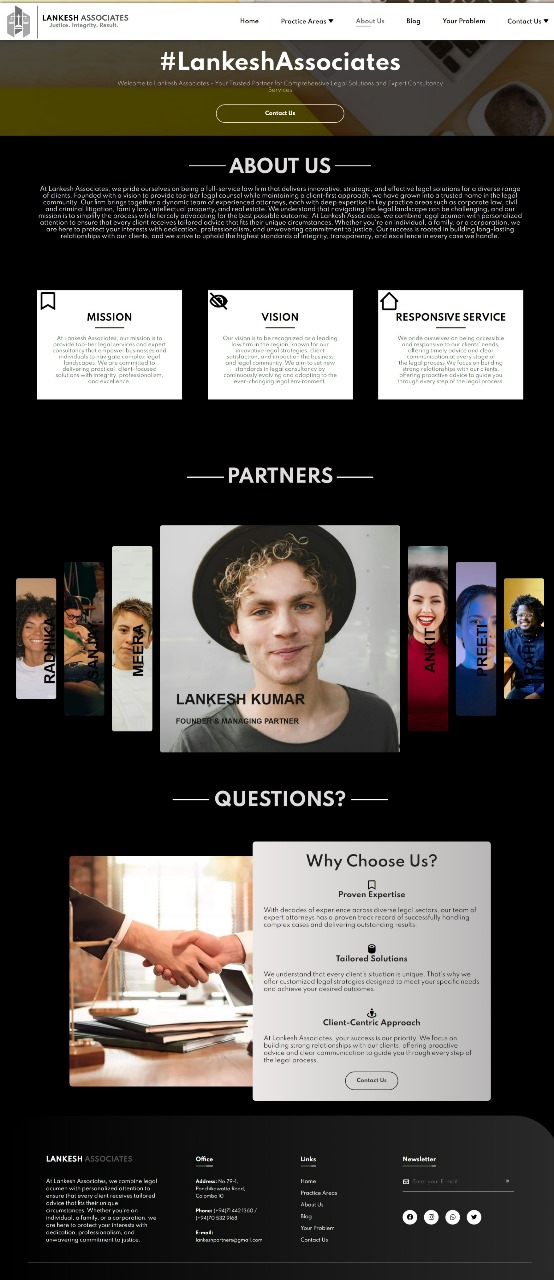 LANKESH ASSOCIATES
Justice. Integrity. Result.
Home
Practice Areas ▼
About Us
Blog
Your Problem
Contact Us ▼
#LankeshAssociates
Welcome to Lankesh Associates – Your Trusted Partner for Comprehensive Legal Solutions and Expert Consultancy
Services
Contact Us
ABOUT US
At Lankesh Associates, we pride ourselves on being a full-service law firm that delivers innovative, strategic, and effective legal solutions for a diverse range
of clients. Founded with a vision to provide top-tier legal counsel while maintaining a client-first approach, we have grown into a trusted name in the legal
community. Our firm brings together a dynamic team of experienced attorneys, each with deep expertise in key practice areas such as corporate law, civil
and criminal litigation, family law, intellectual property, and real estate. We understand that navigating the legal landscape can be challenging, and our
mission is to simplify the process while fiercely advocating for the best possible outcome. At Lankesh Associates, we combine legal acumen with personalized
attention to ensure that every client receives tailored advice that fits their unique circumstances. Whether you're an individual, a family, or a corporation, we
are here to protect your interests with dedication, professionalism, and unwavering commitment to justice. Our success is rooted in building long-lasting
relationships with our clients, and we strive to uphold the highest standards of integrity, transparency, and excellence in every case we handle.
MISSION
At Lankesh Associates, our mission is to
provide top-tier legal services and expert
consultancy that empower businesses and
individuals to navigate complex legal
landscapes. We are committed to
delivering practical, client-focused
solutions with integrity, professionalism,
and excellence.
VISION
Our vision is to be recognized as a leading
law firm in the region, known for our
innovative legal strategies, client
satisfaction, and impact on the business
and legal community. We aim to set new
standards in legal consultancy by
continuously evolving and adapting to the
ever-changing legal environment.
RESPONSIVE SERVICE
We pride ourselves on being accessible
and responsive to our clients' needs,
offering timely advice and clear
communication at every stage of the
legal process. We focus on building
strong relationships with our clients,
offering proactive advice to guide you
through every step of the legal process.
PARTNERS
RADHIKA
MEERA
LANKESH KUMAR
FOUNDER & MANAGING PARTNER
ANKIT
PREETI
QUESTIONS?
Why Choose Us?
Proven Expertise
With decades of experience across diverse legal sectors, our team of
expert attorneys has a proven track record of successfully handling
complex cases and delivering outstanding results.
Tailored Solutions
We understand that every client's situation is unique. That's why we
offer customized legal strategies designed to meet your specific needs
and achieve your desired outcomes.
Client-Centric Approach
At Lankesh Associates, your success is our priority. We focus on
building strong relationships with our clients, offering proactive
advice and clear communication to guide you through every step of
the legal process.
Contact Us
LANKESH ASSOCIATES
At Lankesh Associates, we combine legal
acumen with personalized attention to
ensure that every client receives tailored
advice that fits their unique
circumstances. Whether you're an
individual, a family, or a corporation, we
are here to protect your interests with
dedication, professionalism, and
unwavering commitment to justice.
Office
Address: No.79-1,
Colombo 10
E-mail:
lankeshpartners@gmail.com
Links
Home
Practice Areas
About Us
Blog
Your Problem
Contact Us
Newsletter
Enter your E-mail